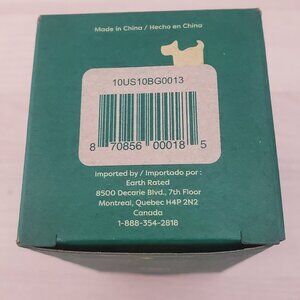 Made in China / Hecho en China
10US10BG0013
8 70856 00018 5
Imported by / Importado por :
Earth Rated
8500 Decarie Blvd., 7th Floor
Montreal, Quebec H4P 2N2
Canada
1-888-354-2818